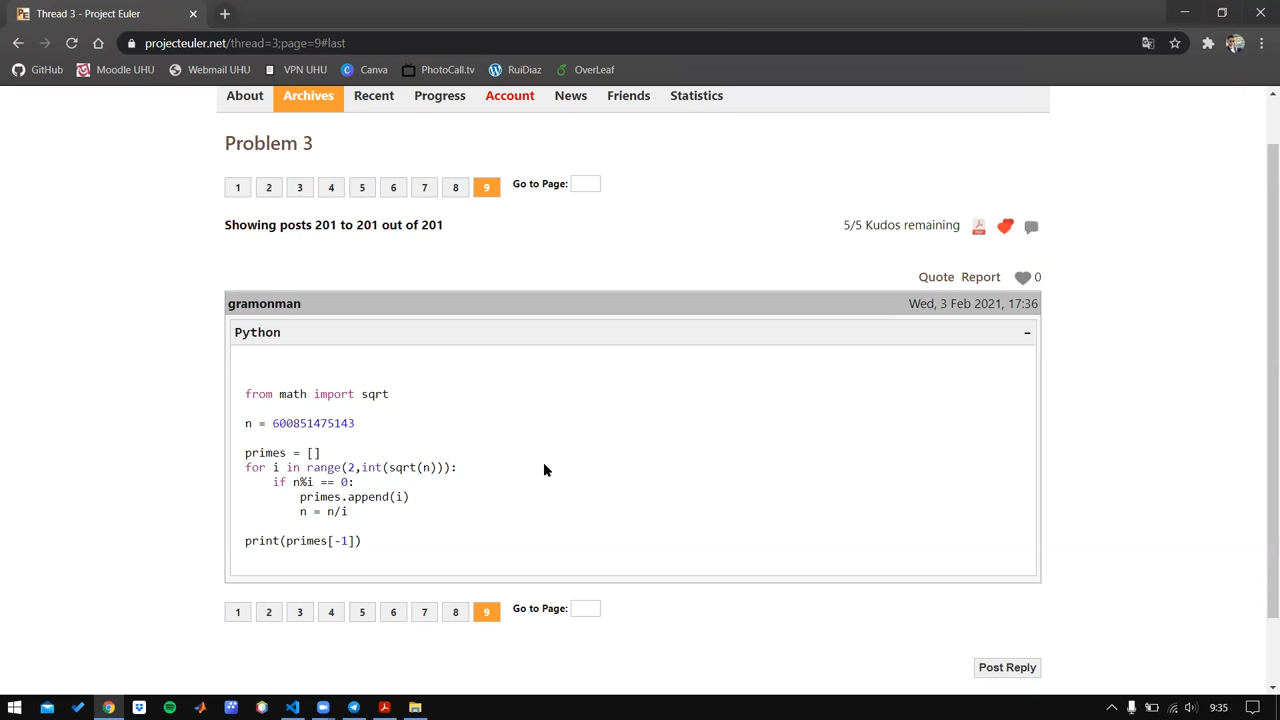 Thread 3 - Project Euler
projecteuler.net/thread=3;page=9#last
GitHub Moodle UHU Webmail UHU VPN UHU Canva PhotoCall.tv RuiDiaz OverLeaf
About Archives Recent Progress Account News Friends Statistics
Problem 3
1 2 3 4 5 6 7 8 9 Go to Page:
Showing posts 201 to 201 out of 201 5/5 Kudos remaining
Quote Report 0
gramonman Wed, 3 Feb 2021, 17:36
Python −
from math import sqrt
n = 600851475143
primes = []
for i in range(2,int(sqrt(n))):
    if n%i == 0:
        primes.append(i)
        n = n/i
print(primes[-1])
1 2 3 4 5 6 7 8 9 Go to Page:
Post Reply
9:35